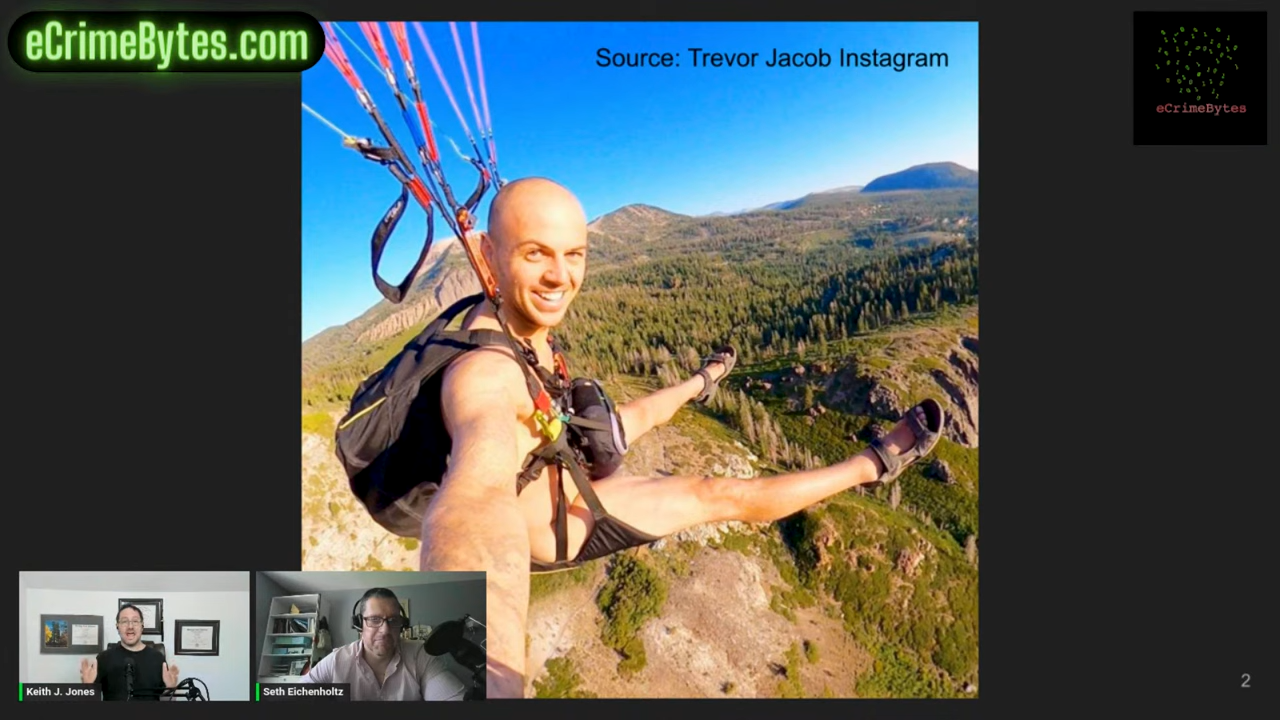 eCrimeBytes.com
Source: Trevor Jacob Instagram
eCrimeBytes
Keith J. Jones
Seth Eichenholtz
2